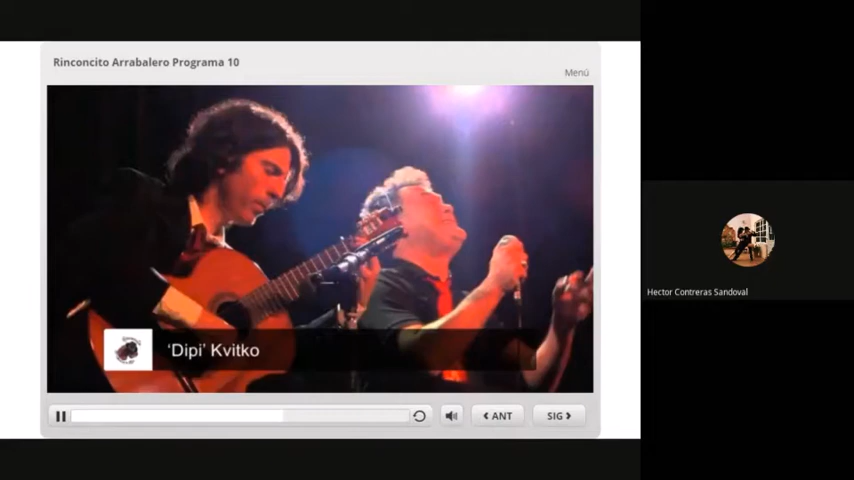 Rinconcito Arrabalero Programa 10
Menú
'Dipi' Kvitko
ANT
SIG
Hector Contreras Sandoval